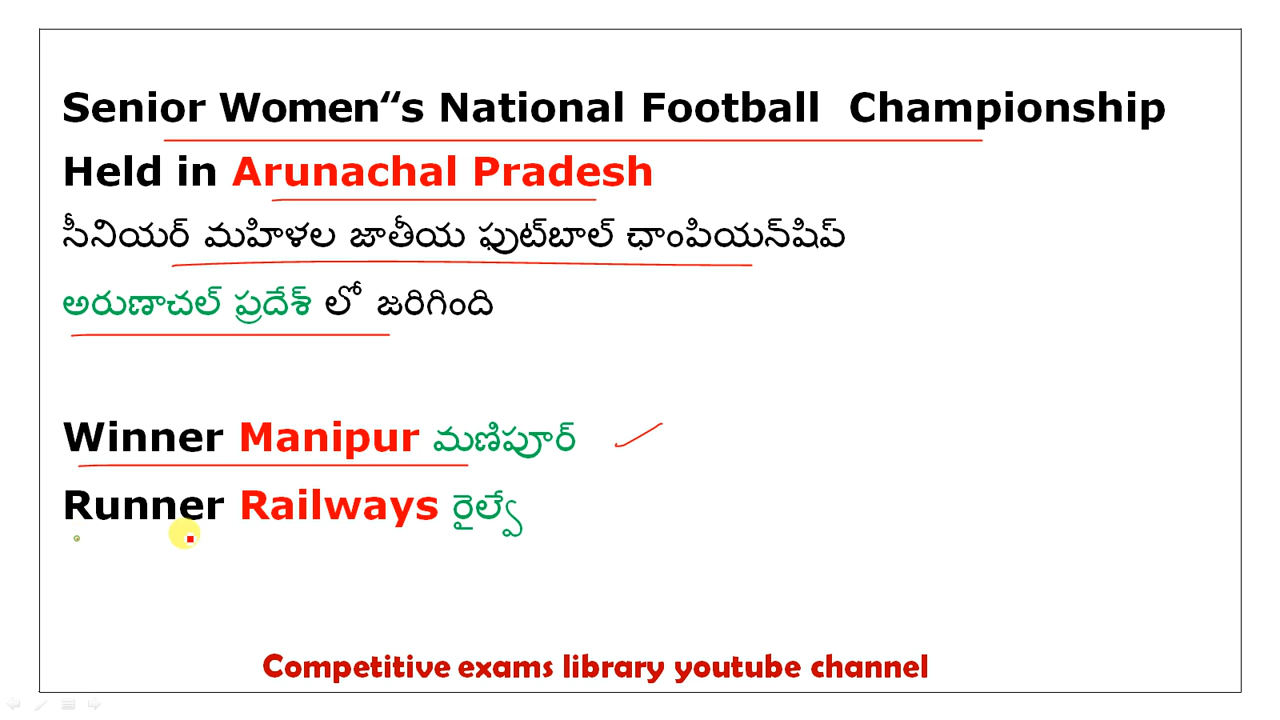 Senior Women“s National Football Championship
Held in Arunachal Pradesh
సీనియర్ మహిళల జాతీయ ఫుట్‌బాల్ ఛాంపియన్‌షిప్
అరుణాచల్ ప్రదేశ్ లో జరిగింది
Winner Manipur మణిపూర్
Runner Railways రైల్వే
Competitive exams library youtube channel